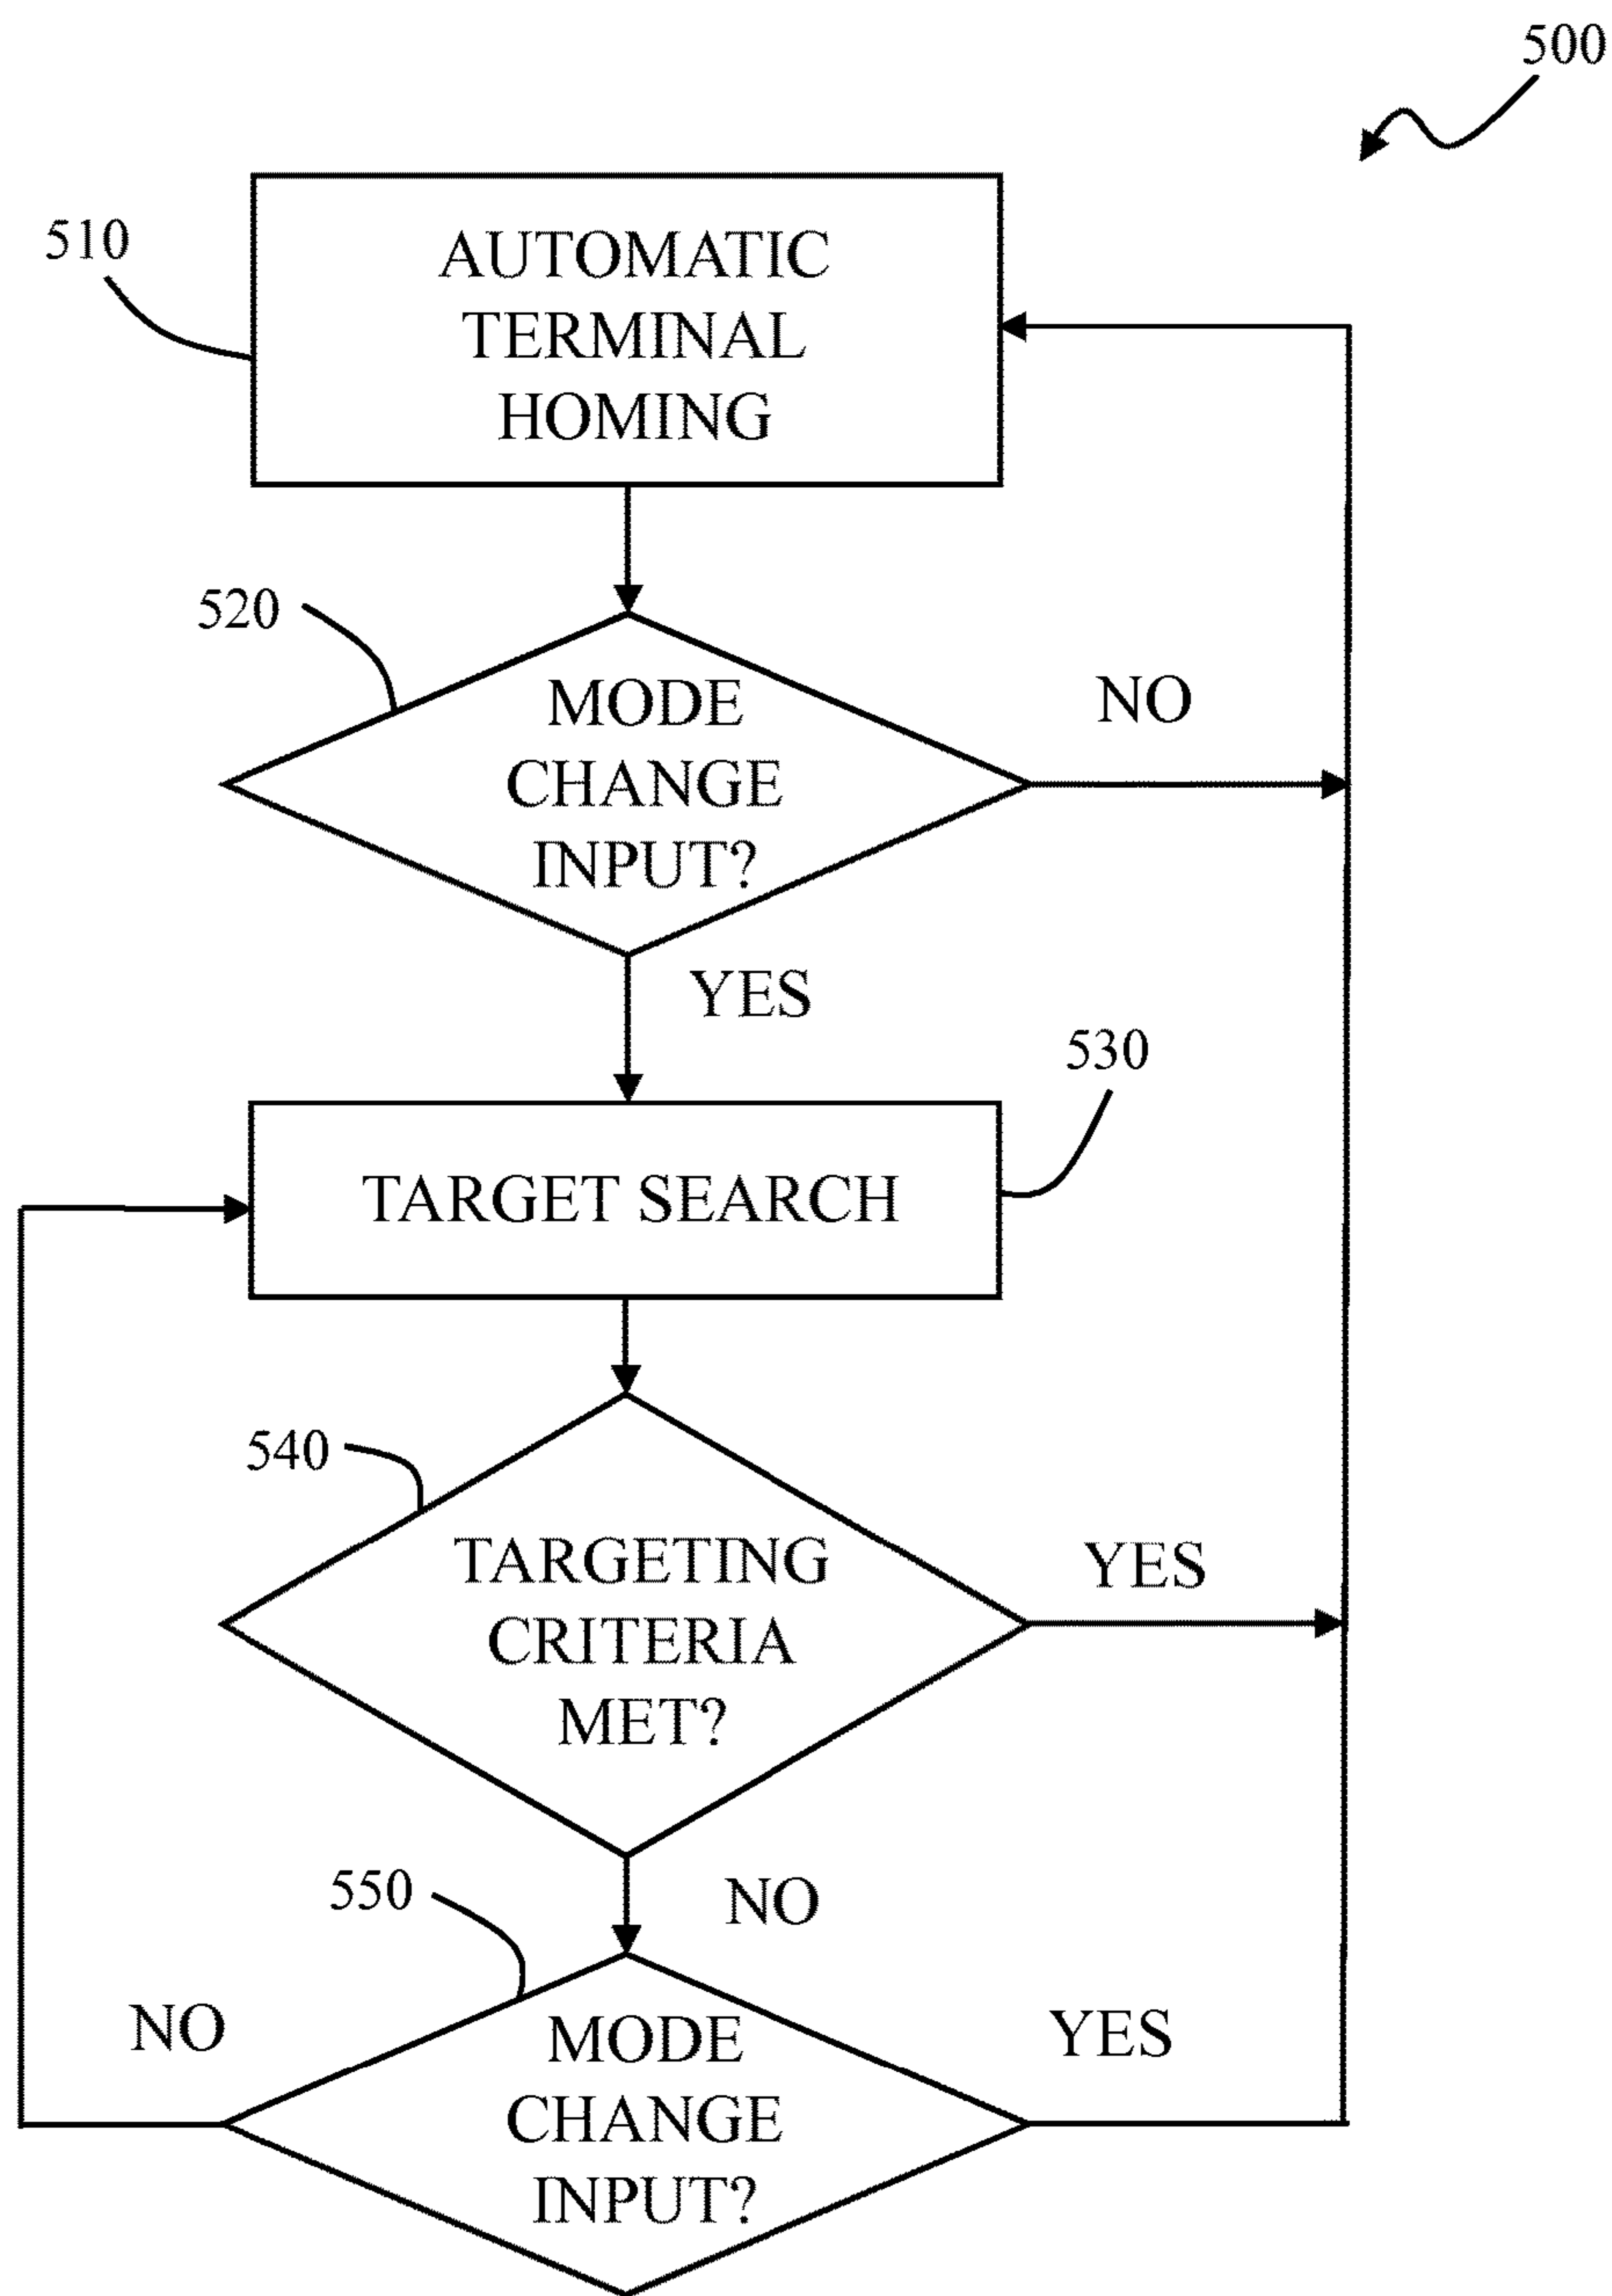 500
510
AUTOMATIC
TERMINAL
HOMING
520
MODE
CHANGE
INPUT?
NO
YES
530
TARGET SEARCH
540
TARGETING
CRITERIA
MET?
YES
NO
550
NO
MODE
CHANGE
INPUT?
YES